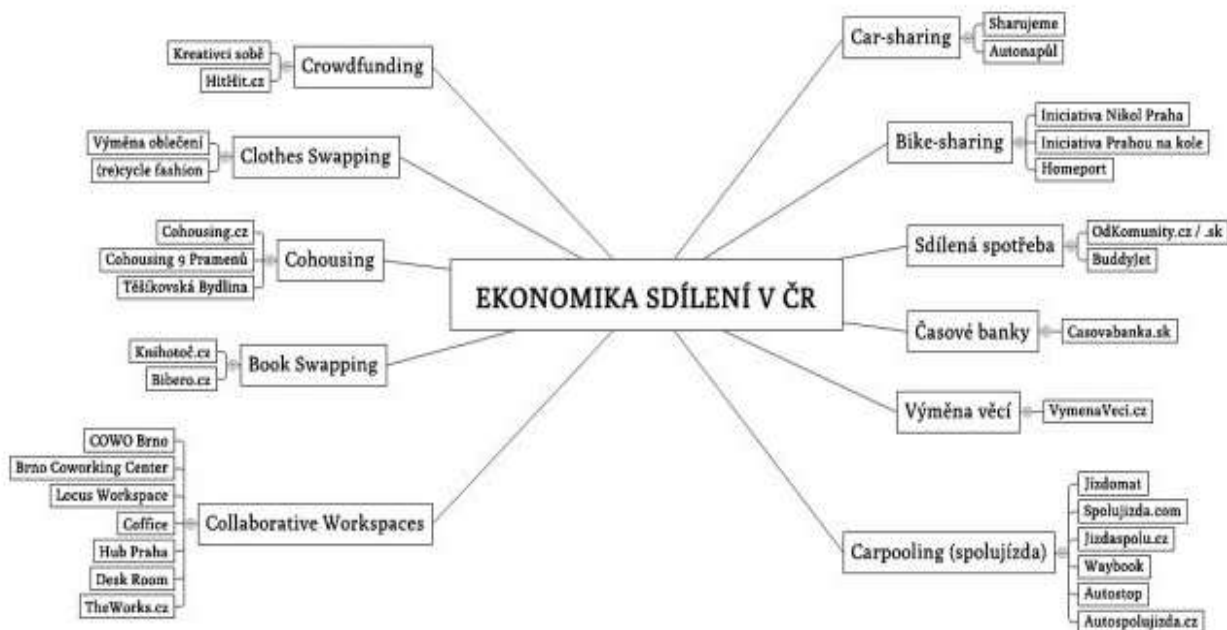 Crowdfunding
Kreativci sobě
HitHit.cz
Clothes Swapping
Výměna oblečení
(re)cycle fashion
Cohousing
Cohousing.cz
Cohousing 9 Pramenů
Těšíkovská Bydlina
Book Swapping
Knihotoč.cz
Bibero.cz
Collaborative Workspaces
COWO Brno
Brno Coworking Center
Locus Workspace
Coffice
Hub Praha
Desk Room
TheWorks.cz
EKONOMIKA SDÍLENÍ V ČR
Car-sharing
Sharujeme
Autonapůl
Bike-sharing
Iniciativa Nikol Praha
Iniciativa Prahou na kole
Homeport
Sdílená spotřeba
OdKomunity.cz / .sk
BuddyJet
Časové banky
Casovabanka.sk
Výměna věcí
VymenaVeci.cz
Carpooling (spolujízda)
Jízdomat
Spolujizda.com
Jizdaspolu.cz
Waybook
Autostop
Autospolujizda.cz